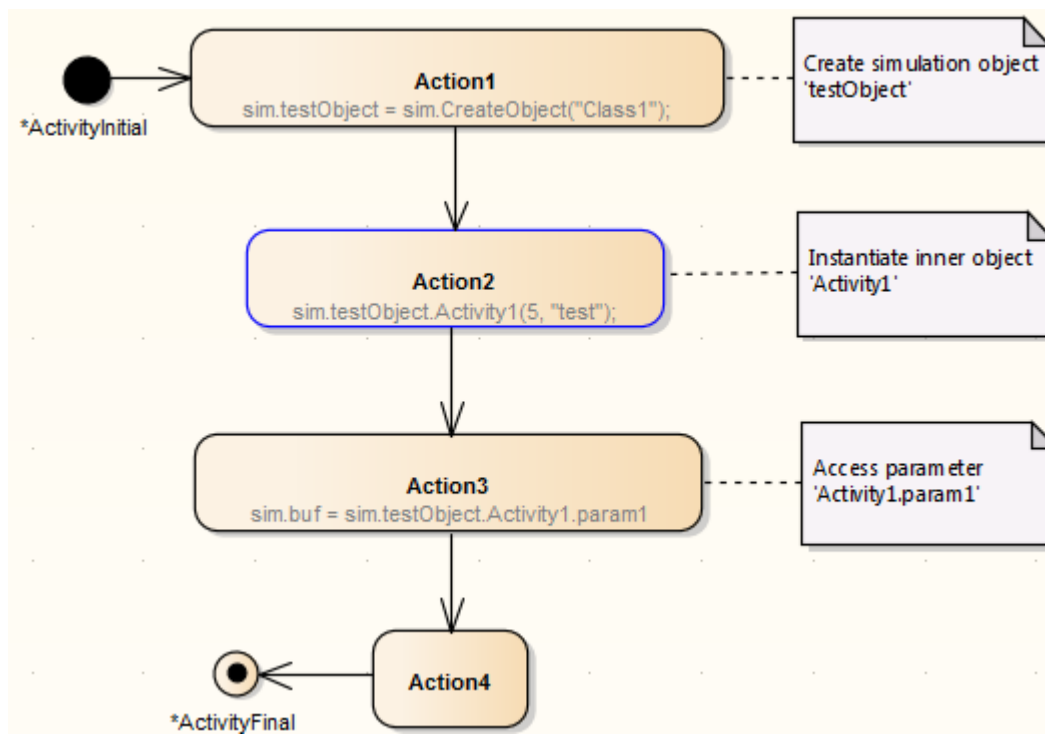 Action1
sim.testObject = sim.CreateObject("Class1");
Create simulation object
'testObject'
*ActivityInitial
Action2
sim.testObject.Activity1(5, "test");
Instantiate inner object
'Activity1'
Action3
sim.buf = sim.testObject.Activity1.param1
Access parameter
'Activity1.param1'
Action4
*ActivityFinal